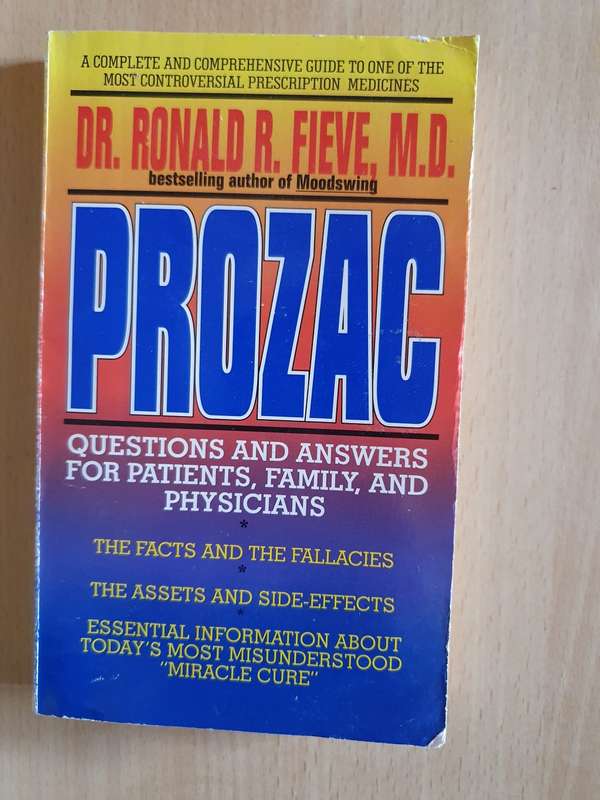 A COMPLETE AND COMPREHENSIVE GUIDE TO ONE OF THE
MOST CONTROVERSIAL PRESCRIPTION MEDICINES
DR. RONALD R. FIEVE, M.D.
bestselling author of Moodswing
PROZAC
QUESTIONS AND ANSWERS
FOR PATIENTS, FAMILY, AND
PHYSICIANS
*
THE FACTS AND THE FALLACIES
*
THE ASSETS AND SIDE-EFFECTS
*
ESSENTIAL INFORMATION ABOUT
TODAY'S MOST MISUNDERSTOOD
"MIRACLE CURE"